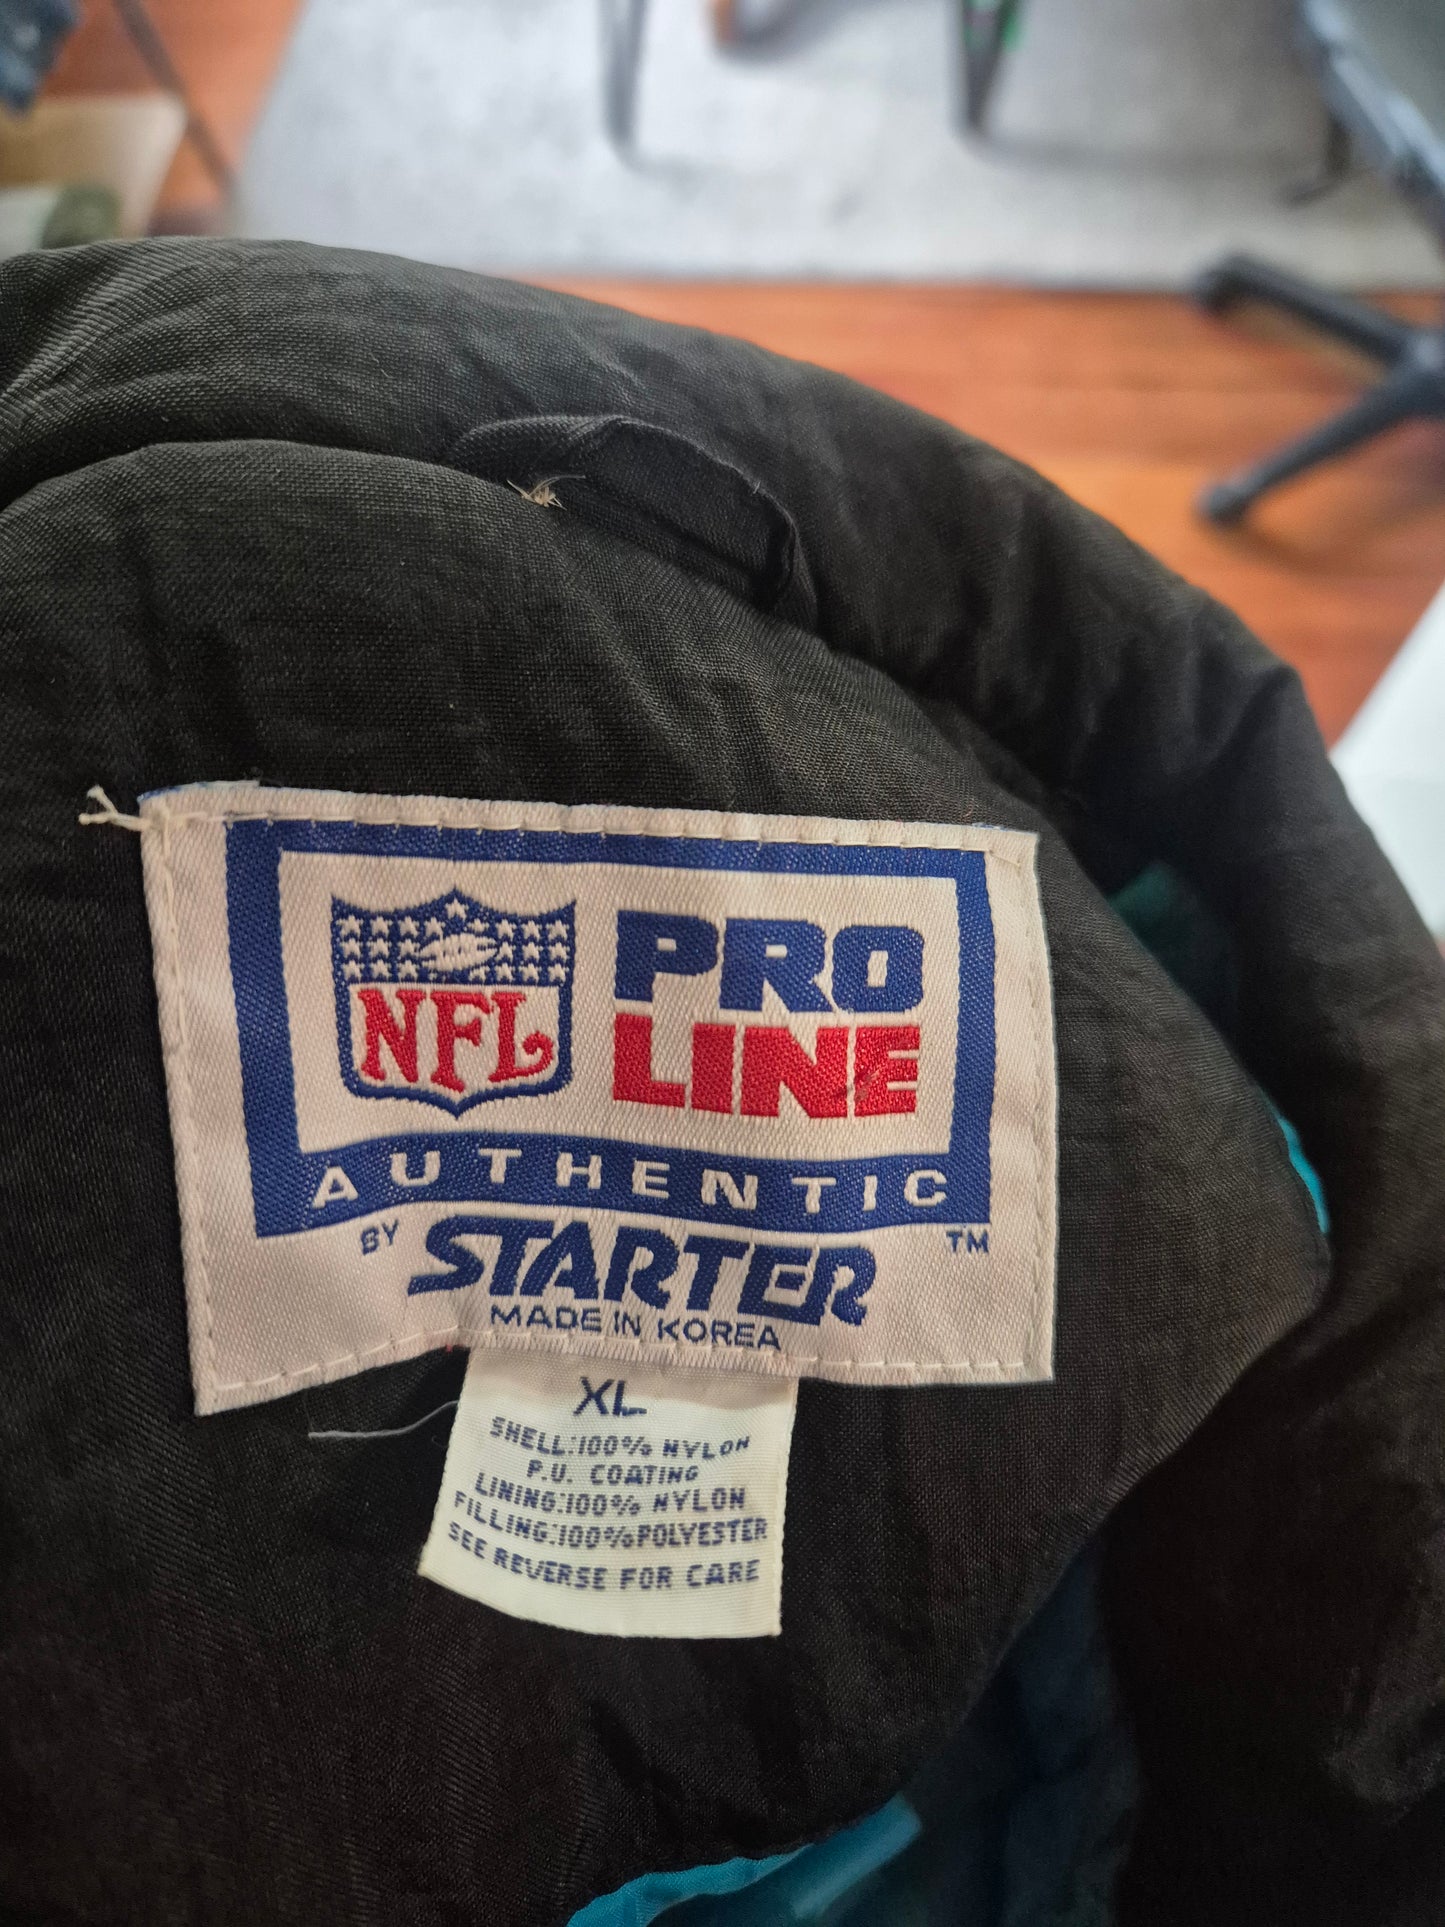 NFL
PRO
LINE
AUTHENTIC
BY STARTER TM
MADE IN KOREA
XL
SHELL:100% NYLON
P.U. COATING
LINING:100% NYLON
FILLING:100%POLYESTER
SEE REVERSE FOR CARE